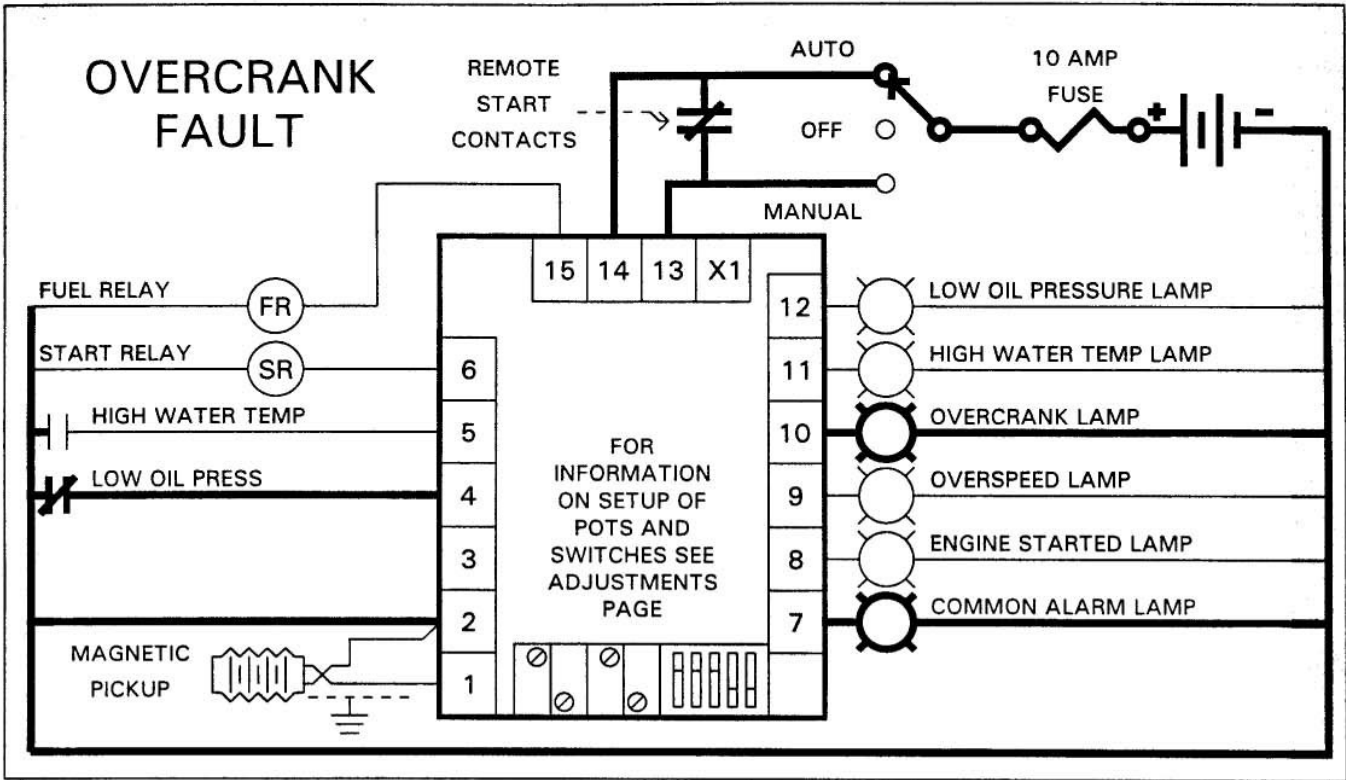 OVERCRANK
FAULT
REMOTE
START
CONTACTS
AUTO
OFF
MANUAL
10 AMP
FUSE
+
-
15 14 13 X1
FUEL RELAY
FR
START RELAY
SR
HIGH WATER TEMP
LOW OIL PRESS
MAGNETIC
PICKUP
6
5
4
3
2
1
FOR
INFORMATION
ON SETUP OF
POTS AND
SWITCHES SEE
ADJUSTMENTS
PAGE
12 LOW OIL PRESSURE LAMP
11 HIGH WATER TEMP LAMP
10 OVERCRANK LAMP
9 OVERSPEED LAMP
8 ENGINE STARTED LAMP
7 COMMON ALARM LAMP